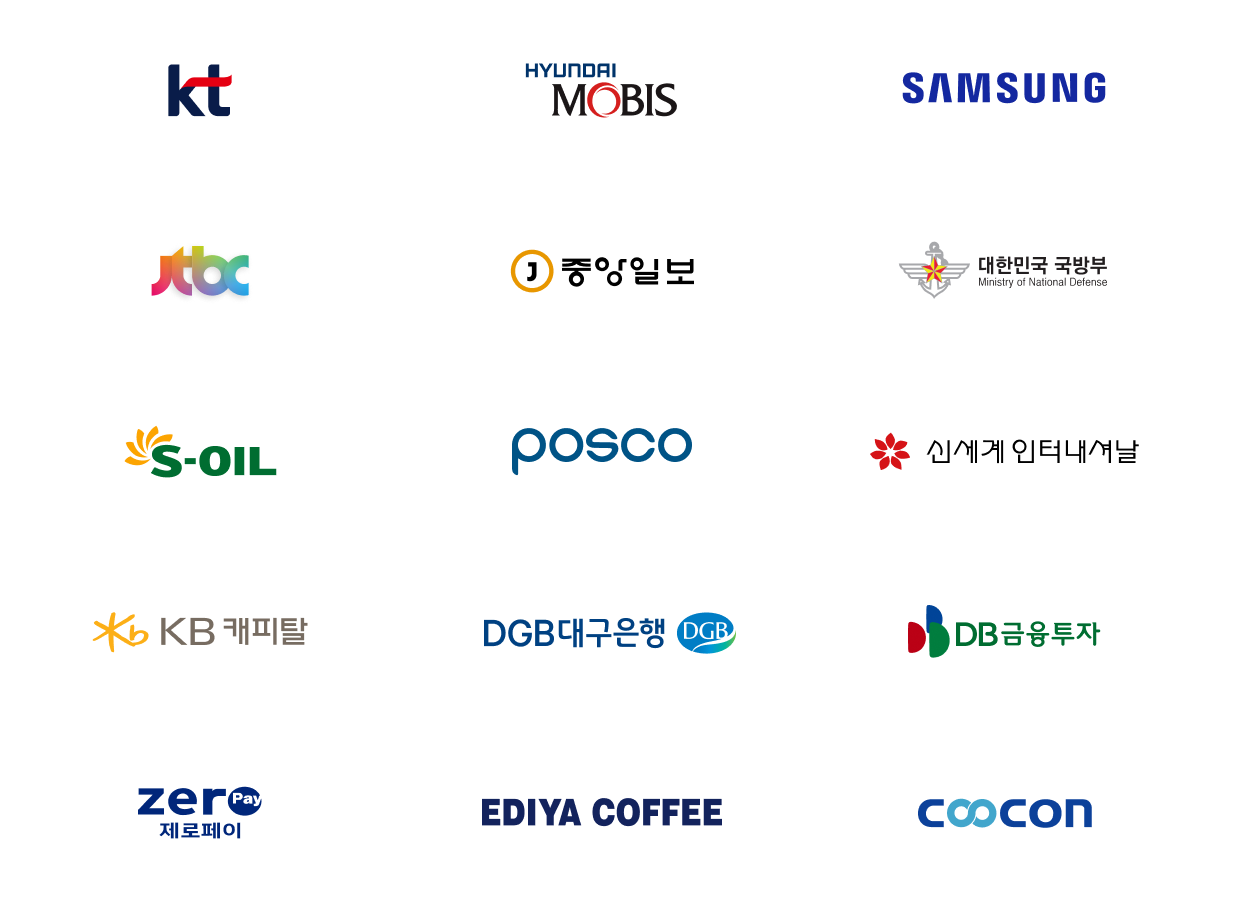 kt
HYUNDAI
MOBIS
SAMSUNG
jtbc
J 중앙일보
대한민국 국방부
Ministry of National Defense
S-OIL
posco
신세계 인터내셔날
Kb KB 캐피탈
DGB대구은행 DGB
DB금융투자
zero Pay
제로페이
EDIYA COFFEE
coocon